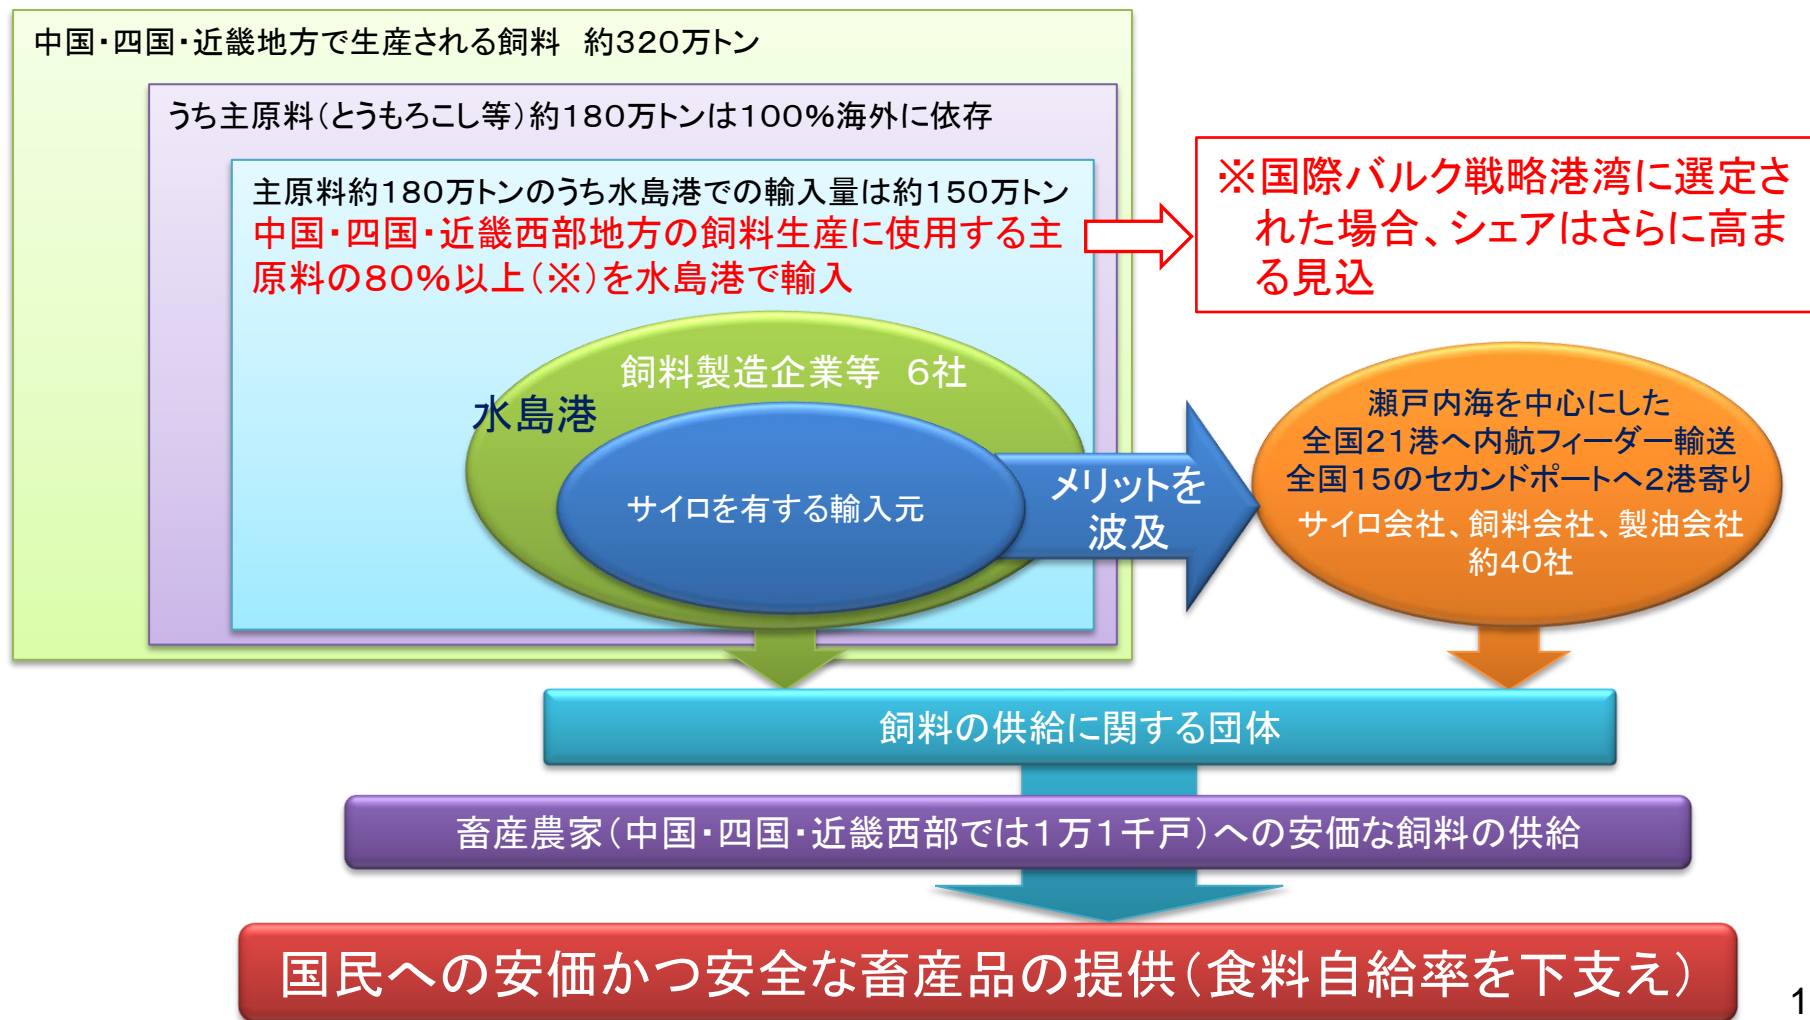 中国・四国・近畿地方で生産される飼料　約320万トン
うち主原料（とうもろこし等）約180万トンは100%海外に依存
主原料約180万トンのうち水島港での輸入量は約150万トン
中国・四国・近畿西部地方の飼料生産に使用する主
原料の80%以上（※）を水島港で輸入
※国際バルク戦略港湾に選定さ
れた場合、シェアはさらに高ま
る見込
飼料製造企業等　6社
水島港
サイロを有する輸入元
メリットを
波及
瀬戸内海を中心にした
全国21港へ内航フィーダー輸送
全国15のセカンドポートへ2港寄り
サイロ会社、飼料会社、製油会社
約40社
飼料の供給に関する団体
畜産農家（中国・四国・近畿西部では1万1千戸）への安価な飼料の供給
国民への安価かつ安全な畜産品の提供（食料自給率を下支え）
1